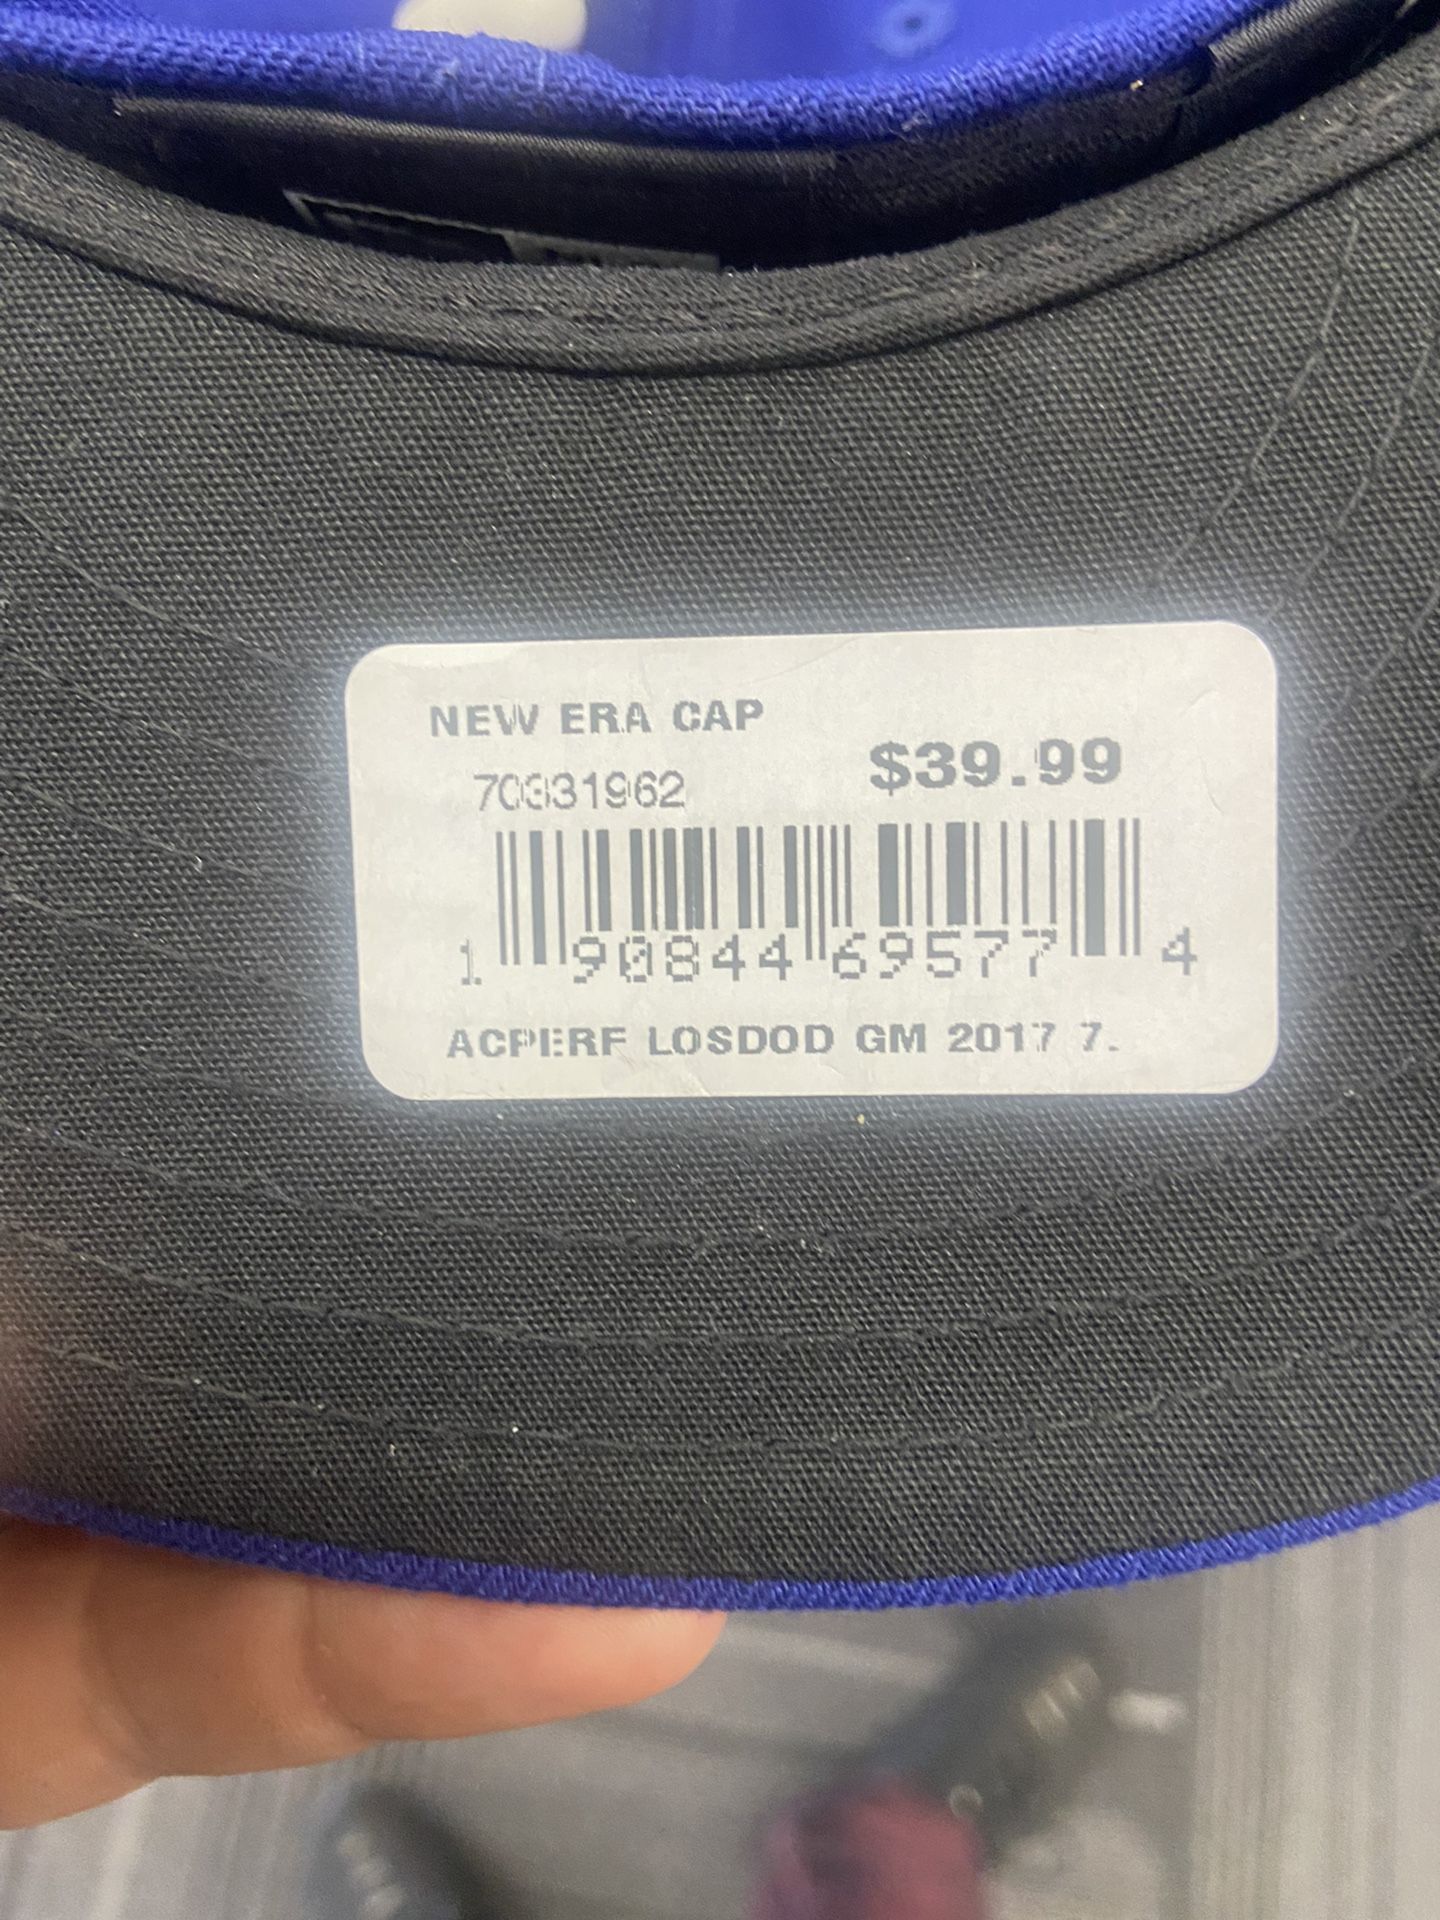 NEW ERA CAP
$39.99
70331962
1 90844 69577 4
ACPERF LOSDOD GM 2017 7.